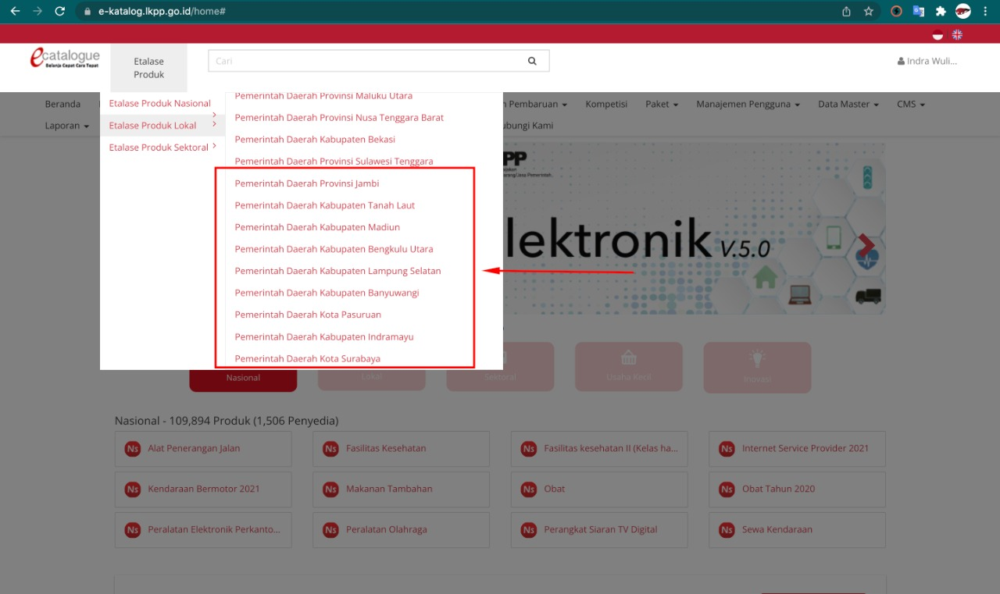 e-katalog.lkpp.go.id/home#
ecatalogue
Belanja Cepat Cara Tepat
Etalase
Produk
Cari
Indra Wuli...
Beranda
Pembaruan
Kompetisi
Paket
Manajemen Pengguna
Data Master
CMS
Laporan
ubungi Kami
Etalase Produk Nasional
Etalase Produk Lokal
Etalase Produk Sektoral
Pemerintah Daerah Provinsi Maluku Utara
Pemerintah Daerah Provinsi Nusa Tenggara Barat
Pemerintah Daerah Kabupaten Bekasi
Pemerintah Daerah Provinsi Sulawesi Tenggara
Pemerintah Daerah Provinsi Jambi
Pemerintah Daerah Kabupaten Tanah Laut
Pemerintah Daerah Kabupaten Madiun
Pemerintah Daerah Kabupaten Bengkulu Utara
Pemerintah Daerah Kabupaten Lampung Selatan
Pemerintah Daerah Kabupaten Banyuwangi
Pemerintah Daerah Kota Pasuruan
Pemerintah Daerah Kabupaten Indramayu
Pemerintah Daerah Kota Surabaya
PP
lektronik V.5.0
Nasional
Lokal
Sektoral
Usaha Kecil
Inovasi
Nasional - 109,894 Produk (1,506 Penyedia)
Ns Alat Penerangan Jalan
Ns Fasilitas Kesehatan
Ns Fasilitas kesehatan II (Kelas ha...
Ns Internet Service Provider 2021
Ns Kendaraan Bermotor 2021
Ns Makanan Tambahan
Ns Obat
Ns Obat Tahun 2020
Ns Peralatan Elektronik Perkanto...
Ns Peralatan Olahraga
Ns Perangkat Siaran TV Digital
Ns Sewa Kendaraan